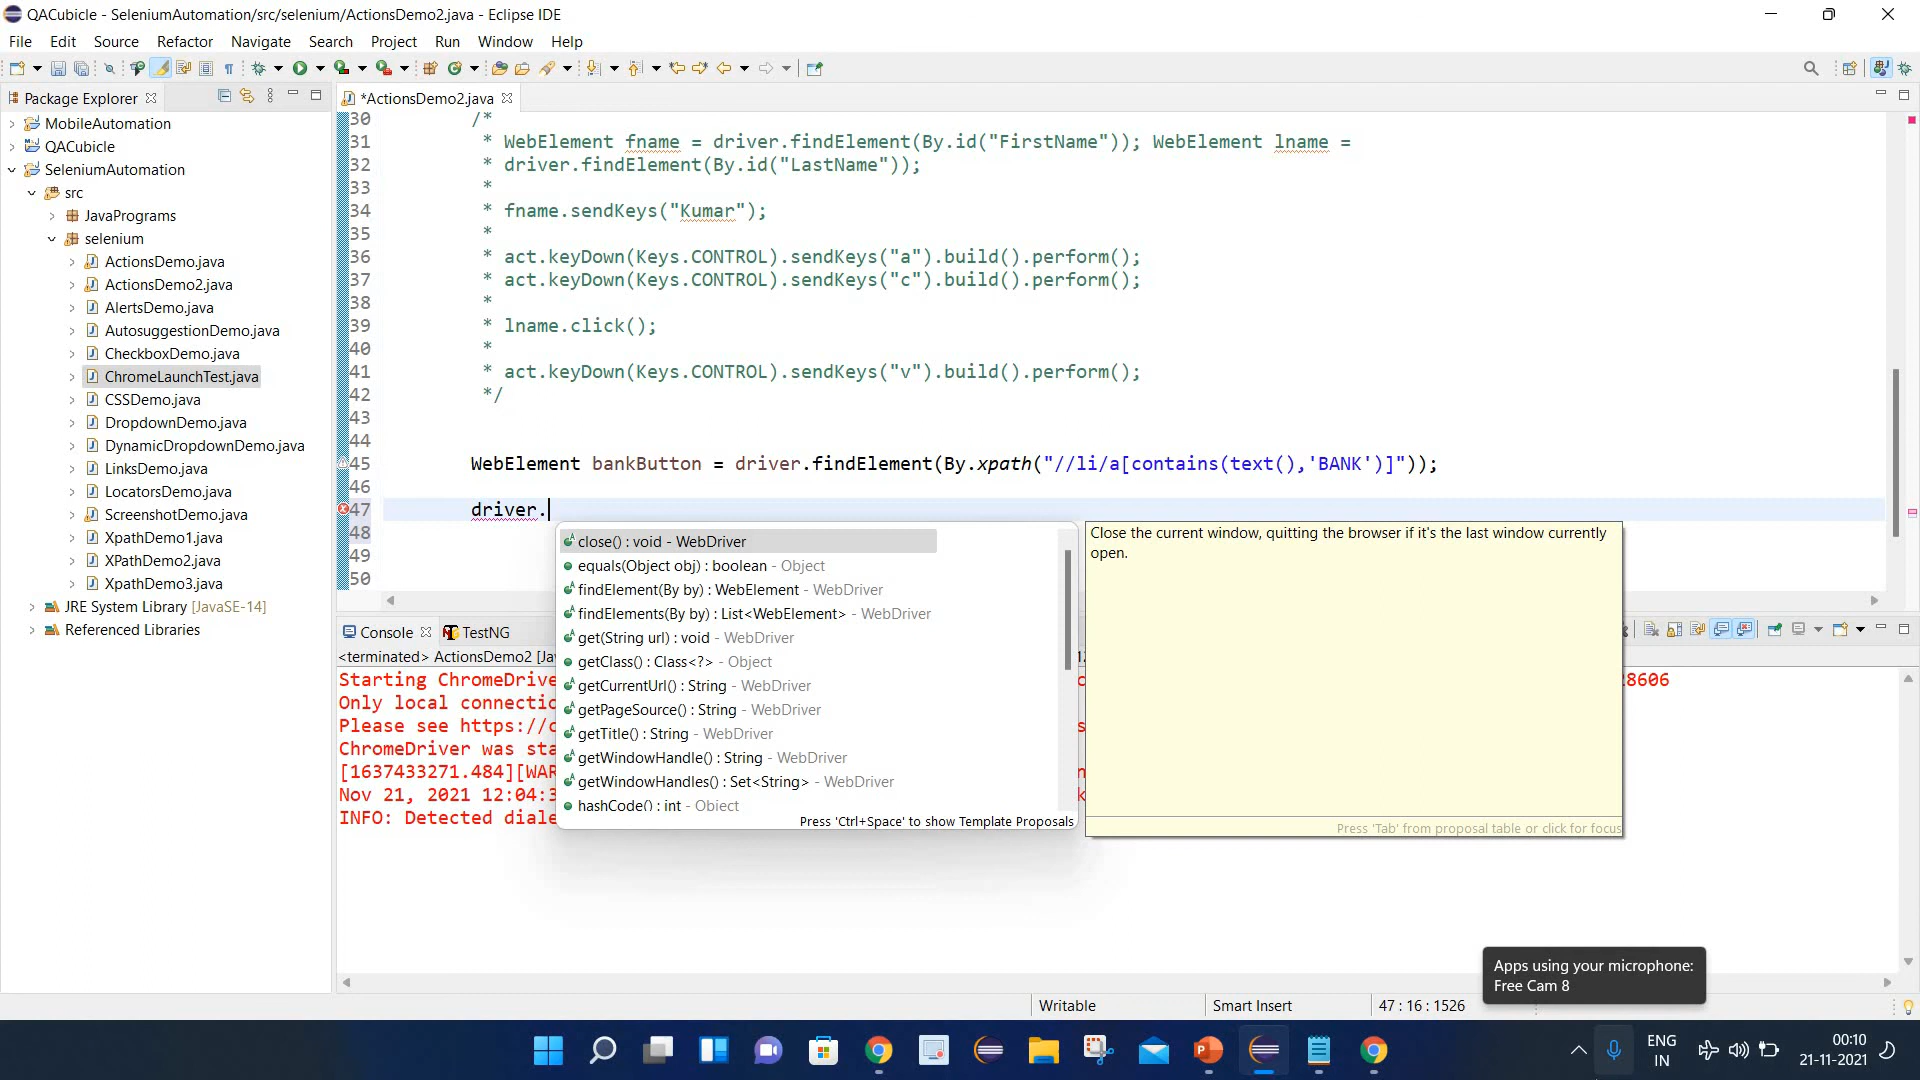 QACubicle - SeleniumAutomation/src/selenium/ActionsDemo2.java - Eclipse IDE
File Edit Source Refactor Navigate Search Project Run Window Help
Package Explorer
*ActionsDemo2.java
MobileAutomation
QACubicle
SeleniumAutomation
src
JavaPrograms
selenium
ActionsDemo.java
ActionsDemo2.java
AlertsDemo.java
AutosuggestionDemo.java
CheckboxDemo.java
ChromeLaunchTest.java
CSSDemo.java
DropdownDemo.java
DynamicDropdownDemo.java
LinksDemo.java
LocatorsDemo.java
ScreenshotDemo.java
XpathDemo1.java
XPathDemo2.java
XpathDemo3.java
JRE System Library [JavaSE-14]
Referenced Libraries
30 /*
31 * WebElement fname = driver.findElement(By.id("FirstName")); WebElement lname =
32 * driver.findElement(By.id("LastName"));
33 *
34 * fname.sendKeys("Kumar");
35 *
36 * act.keyDown(Keys.CONTROL).sendKeys("a").build().perform();
37 * act.keyDown(Keys.CONTROL).sendKeys("c").build().perform();
38 *
39 * lname.click();
40 *
41 * act.keyDown(Keys.CONTROL).sendKeys("v").build().perform();
42 */
43
44
45 WebElement bankButton = driver.findElement(By.xpath("//li/a[contains(text(),'BANK')]"));
46
47 driver.
48
49
50
close() : void - WebDriver
equals(Object obj) : boolean - Object
findElement(By by) : WebElement - WebDriver
findElements(By by) : List<WebElement> - WebDriver
get(String url) : void - WebDriver
getClass() : Class<?> - Object
getCurrentUrl() : String - WebDriver
getPageSource() : String - WebDriver
getTitle() : String - WebDriver
getWindowHandle() : String - WebDriver
getWindowHandles() : Set<String> - WebDriver
hashCode() : int - Object
Press 'Ctrl+Space' to show Template Proposals
Close the current window, quitting the browser if it's the last window currently
open.
Press 'Tab' from proposal table or click for focus
Console TestNG
<terminated> ActionsDemo2 [Ja
Starting ChromeDrive 8606
Only local connectio
Please see https://c
ChromeDriver was sta
[1637433271.484][WAR
Nov 21, 2021 12:04:3
INFO: Detected diale
Apps using your microphone:
Free Cam 8
Writable Smart Insert 47 : 16 : 1526
ENG
IN
00:10
21-11-2021